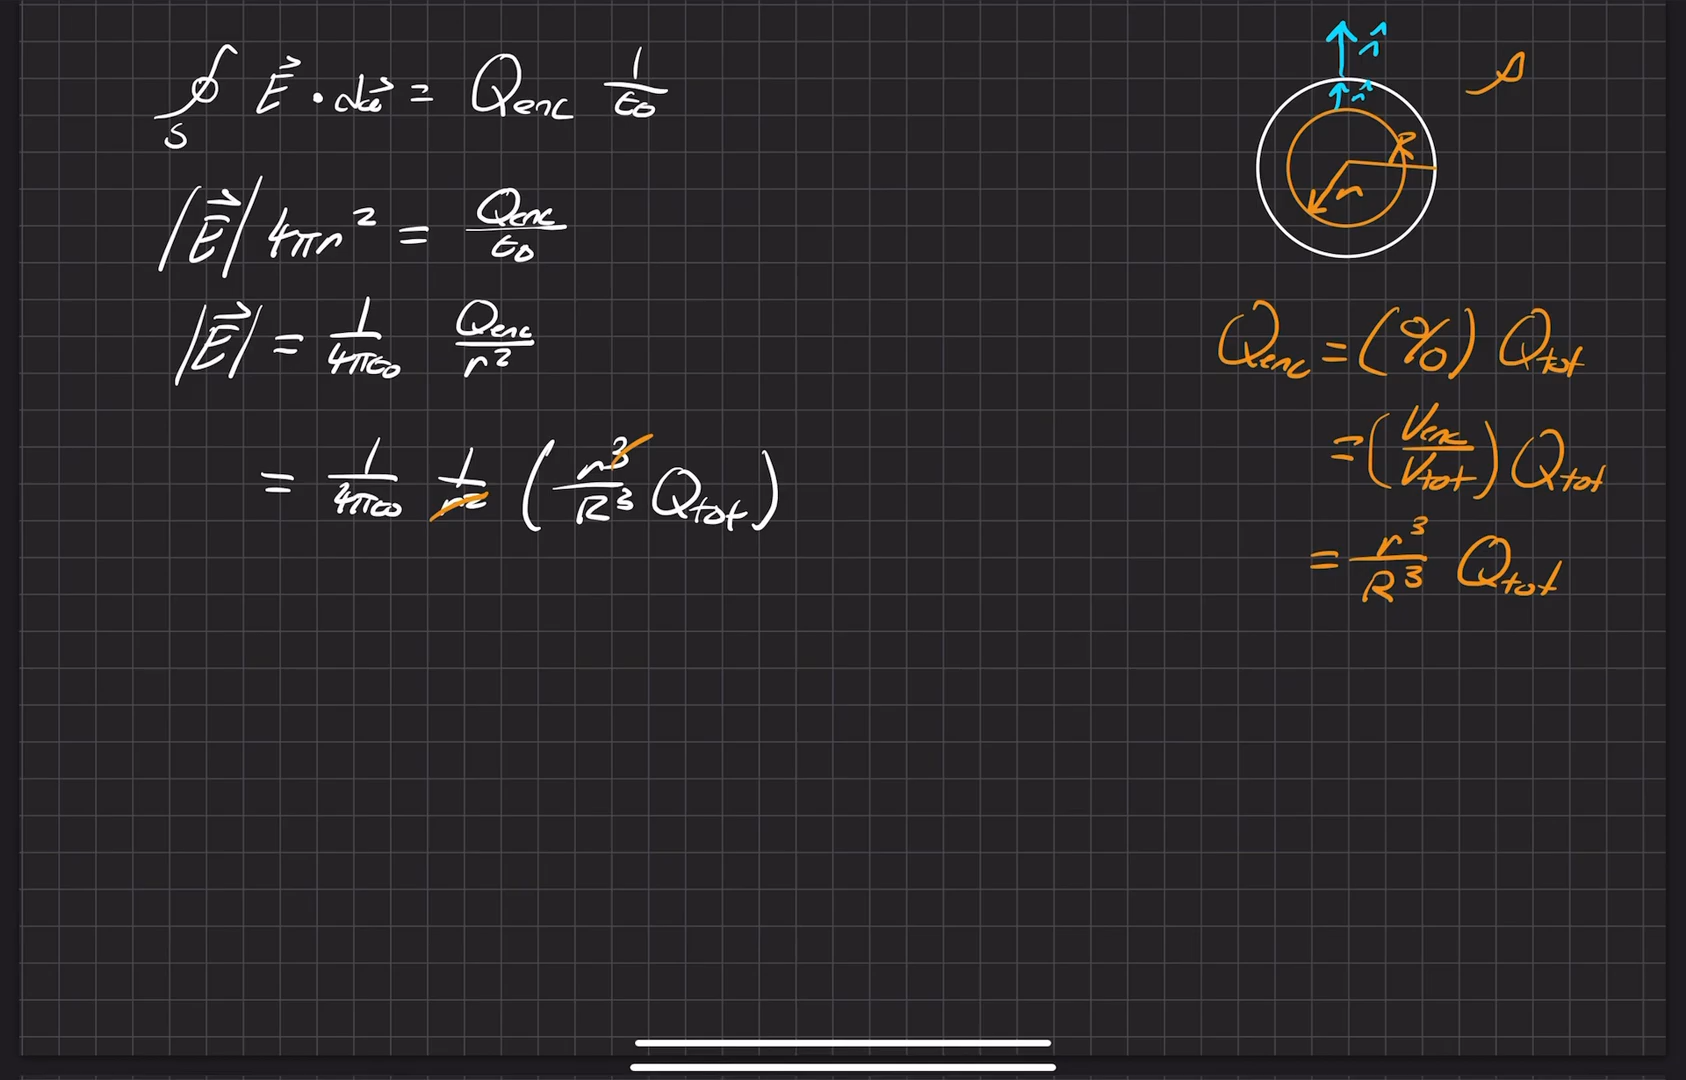 ∮_S E⃗ · da⃗ = Q_enc 1/ε0
|E⃗| 4πr² = Q_enc/ε0
|E⃗| = 1/4πε0 Q_enc/r²
= 1/4πε0 1/r² (r³/R³ Q_tot)
r̂
r̂
R
r
Q_enc = (%) Q_tot
= (V_enc/V_tot) Q_tot
= r³/R³ Q_tot